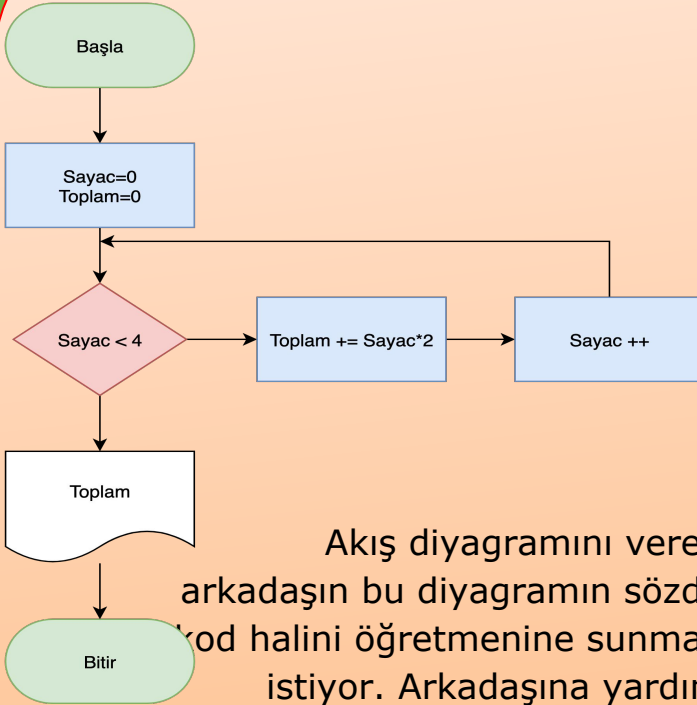 Başla
Sayac=0
Toplam=0
Sayac < 4
Toplam += Sayac*2
Sayac ++
Toplam
Bitir
Akış diyagramını
arkadaşın bu diyagramın
kod halini öğretmenine
istiyor. Arkadaşına